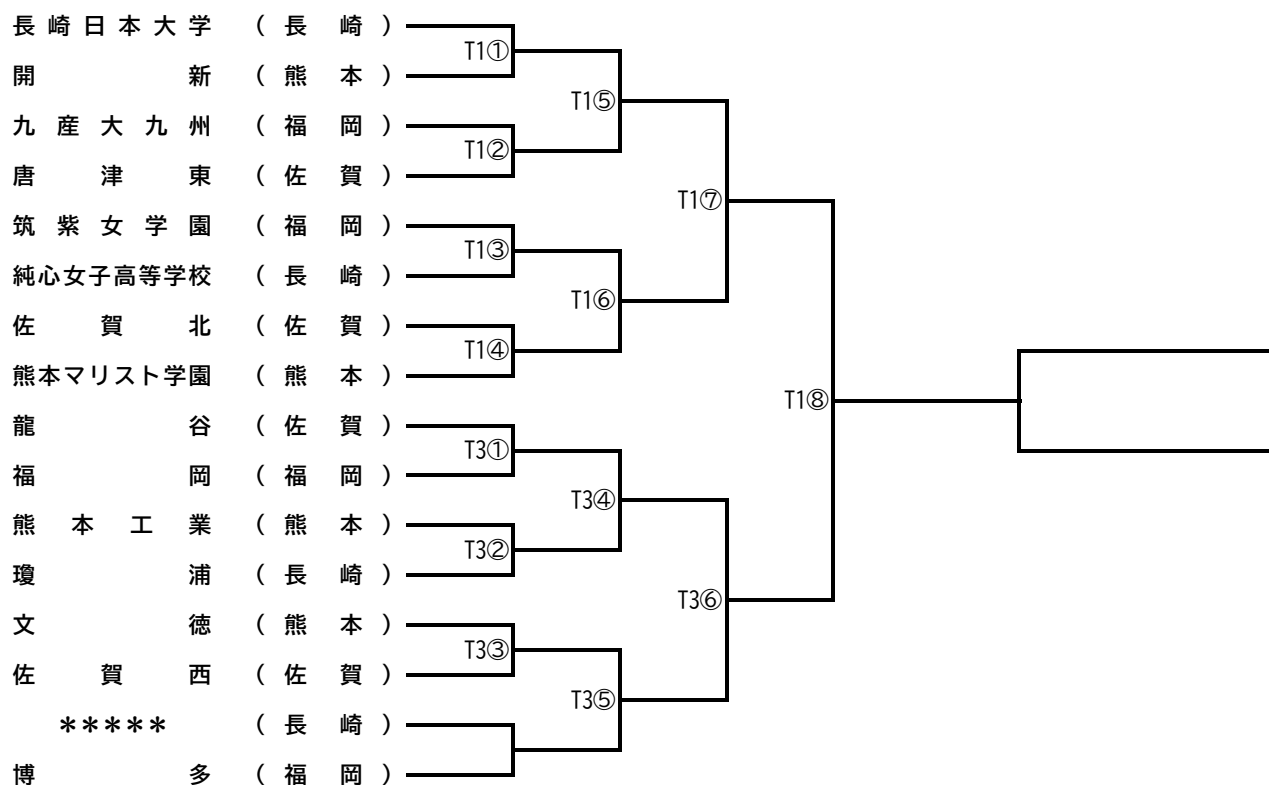 長崎日本大学 (長崎)
T1①
開新 (熊本)
T1⑤
九産大九州 (福岡)
T1②
唐津東 (佐賀)
T1⑦
筑紫女学園 (福岡)
T1③
純心女子高等学校 (長崎)
T1⑥
佐賀北 (佐賀)
T1④
熊本マリスト学園 (熊本)
T1⑧
龍谷 (佐賀)
T3①
福岡 (福岡)
T3④
熊本工業 (熊本)
T3②
瓊浦 (長崎)
T3⑥
文徳 (熊本)
T3③
佐賀西 (佐賀)
T3⑤
＊＊＊＊＊ (長崎)
博多 (福岡)